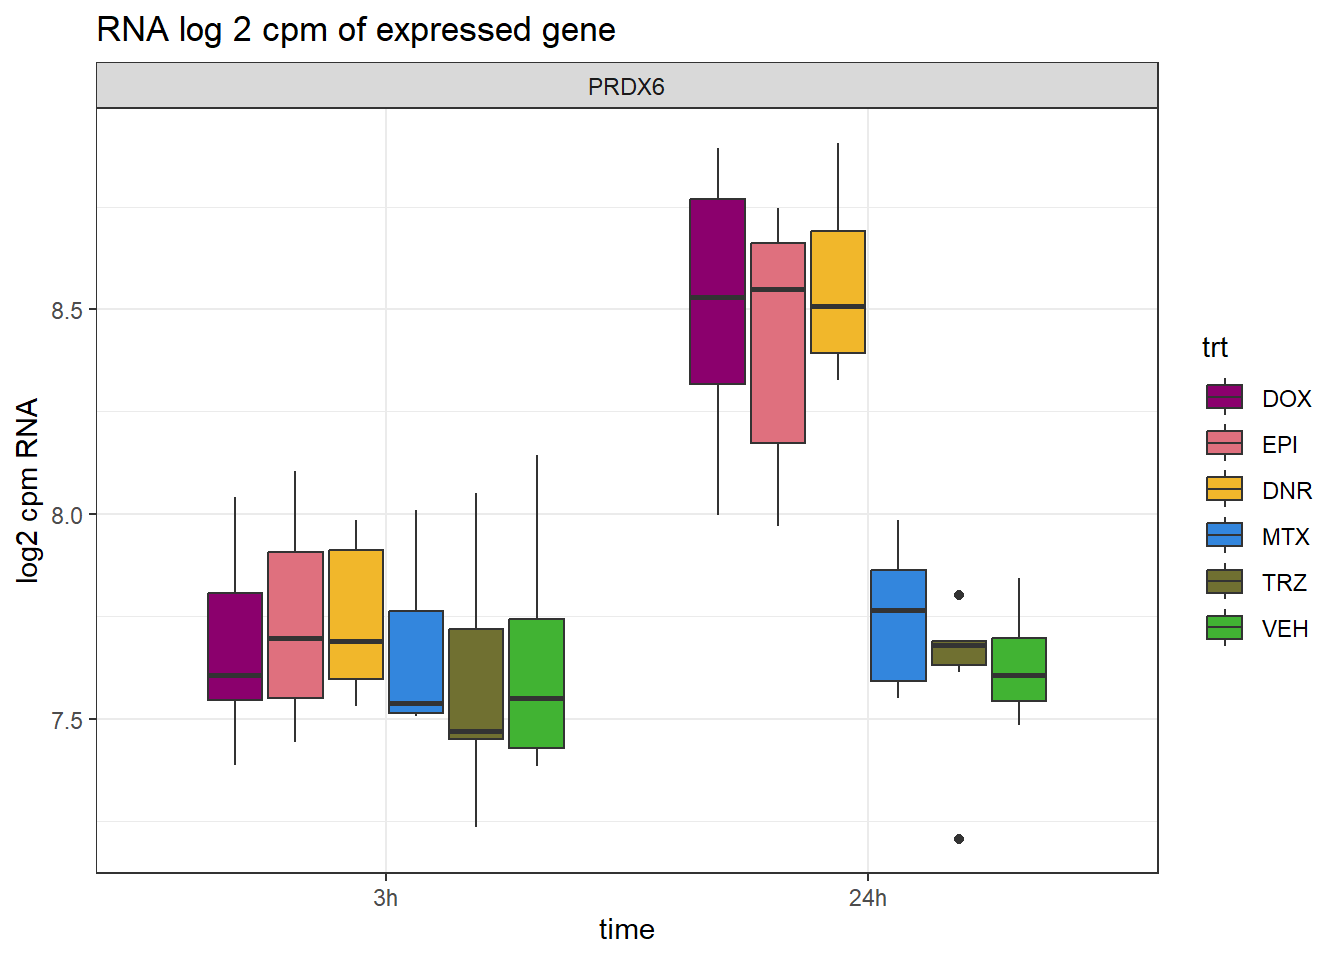 RNA log 2 cpm of expressed gene
PRDX6
log2 cpm RNA
8.5
8.0
7.5
3h
24h
time
trt
DOX
EPI
DNR
MTX
TRZ
VEH